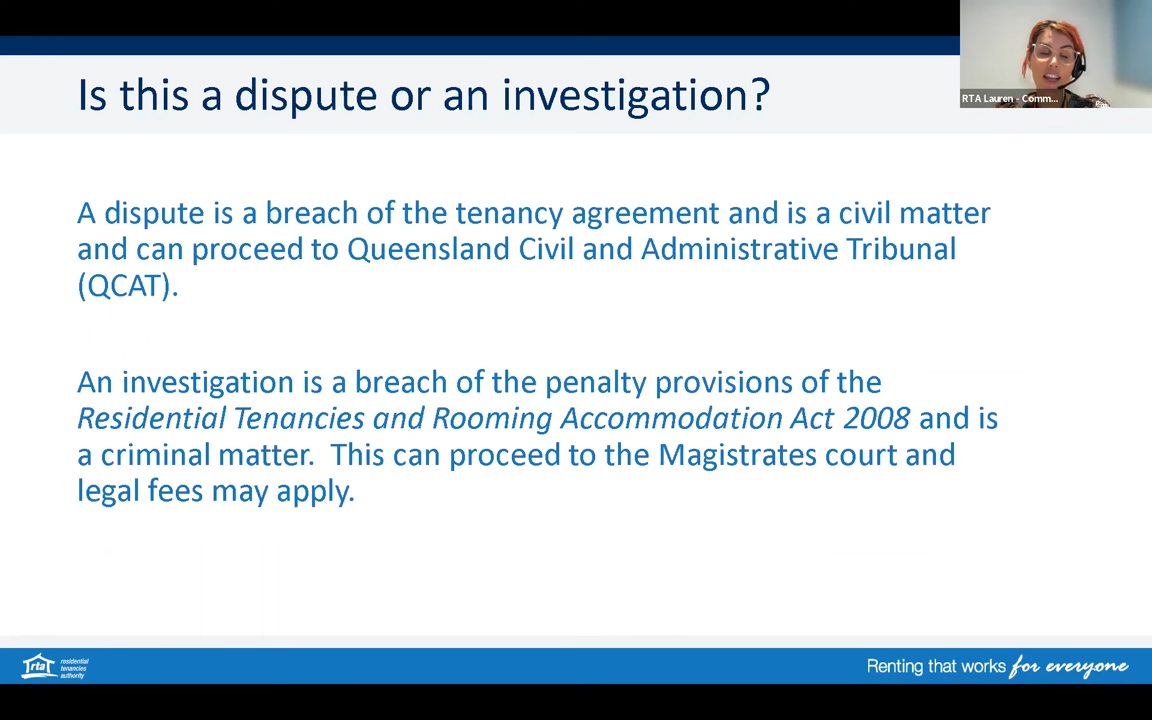 Is this a dispute or an investigation?
RTA Lauren - Comm...
A dispute is a breach of the tenancy agreement and is a civil matter
and can proceed to Queensland Civil and Administrative Tribunal
(QCAT).
An investigation is a breach of the penalty provisions of the
Residential Tenancies and Rooming Accommodation Act 2008 and is
a criminal matter.  This can proceed to the Magistrates court and
legal fees may apply.
rta
residential
tenancies
authority
Renting that works for everyone